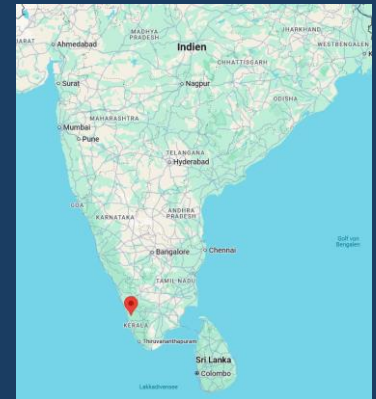 MADHYA
PRADESH
JHARKHAND
ARAT
Ahmedabad
Indien
WESTBENGALEN
CHHATTISGARH
Surat
Nagpur
ODISHA
MAHARASHTRA
Mumbai
Pune
TELANGANA
Hyderabad
GOA
KARNATAKA
ANDHRA
PRADESH
Golf von
Bengalen
Bangalore
Chennai
TAMIL NADU
KERALA
Thiruvananthapuram
Sri Lanka
Colombo
Lakkadivensee